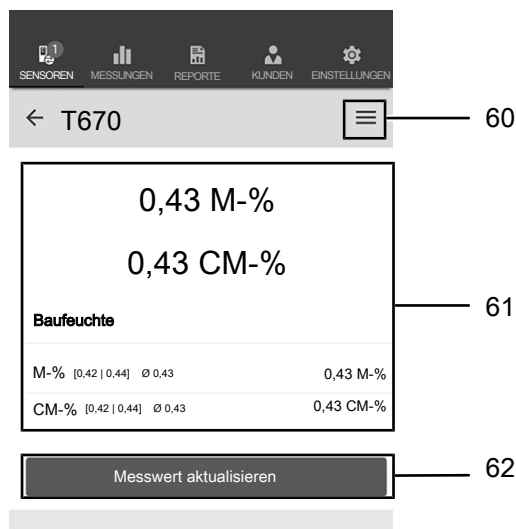 1
SENSOREN MESSUNGEN REPORTE KUNDEN EINSTELLUNGEN
← T670
60
0,43 M-%
0,43 CM-%
Baufeuchte
61
M-% [0,42 | 0,44] Ø 0,43 0,43 M-%
CM-% [0,42 | 0,44] Ø 0,43 0,43 CM-%
Messwert aktualisieren
62